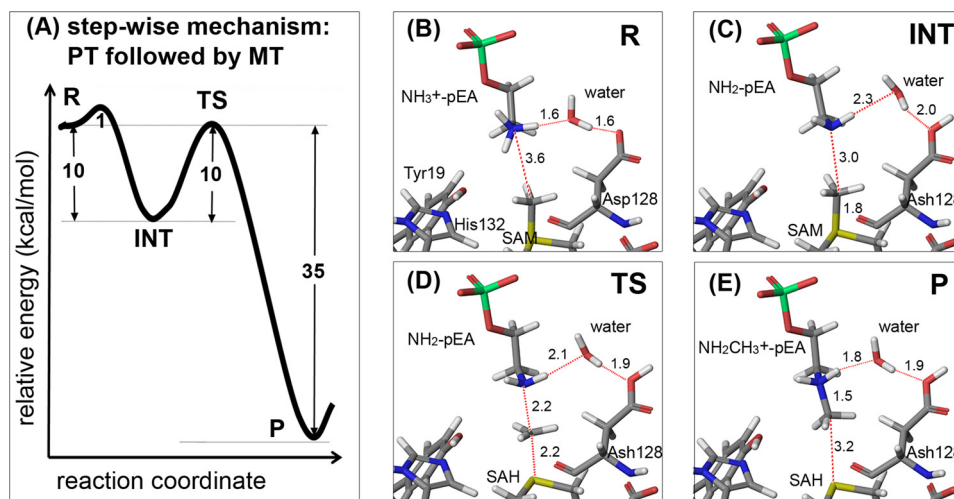 (A) step-wise mechanism:
PT followed by MT
relative energy (kcal/mol)
R
1
TS
10
10
INT
35
P
reaction coordinate
(B)
R
NH3+-pEA
water
1.6
1.6
3.6
Tyr19
Asp128
His132
SAM
(C)
INT
NH2-pEA
water
2.3
2.0
3.0
1.8
Ash128
SAM
(D)
TS
NH2-pEA
water
2.1
1.9
2.2
2.2
Ash128
SAH
(E)
P
NH2CH3+-pEA
water
1.8
1.9
1.5
3.2
Ash128
SAH